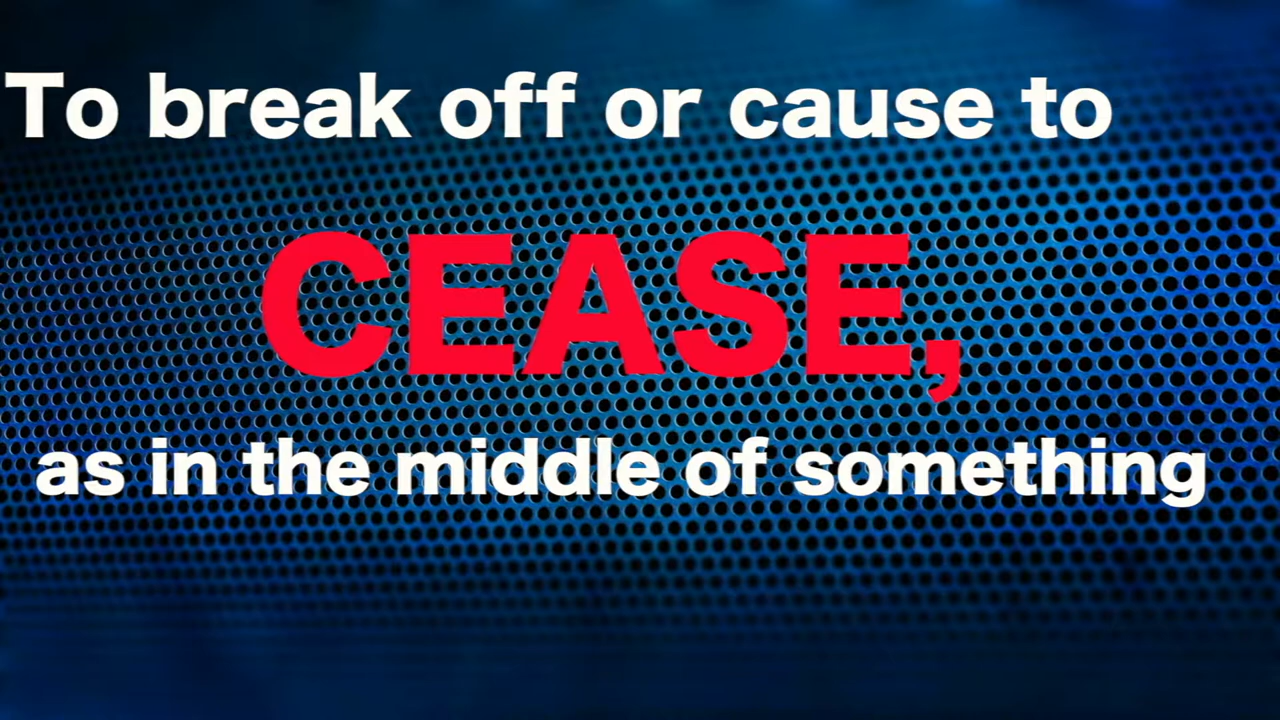 To break off or cause to
CEASE,
as in the middle of something